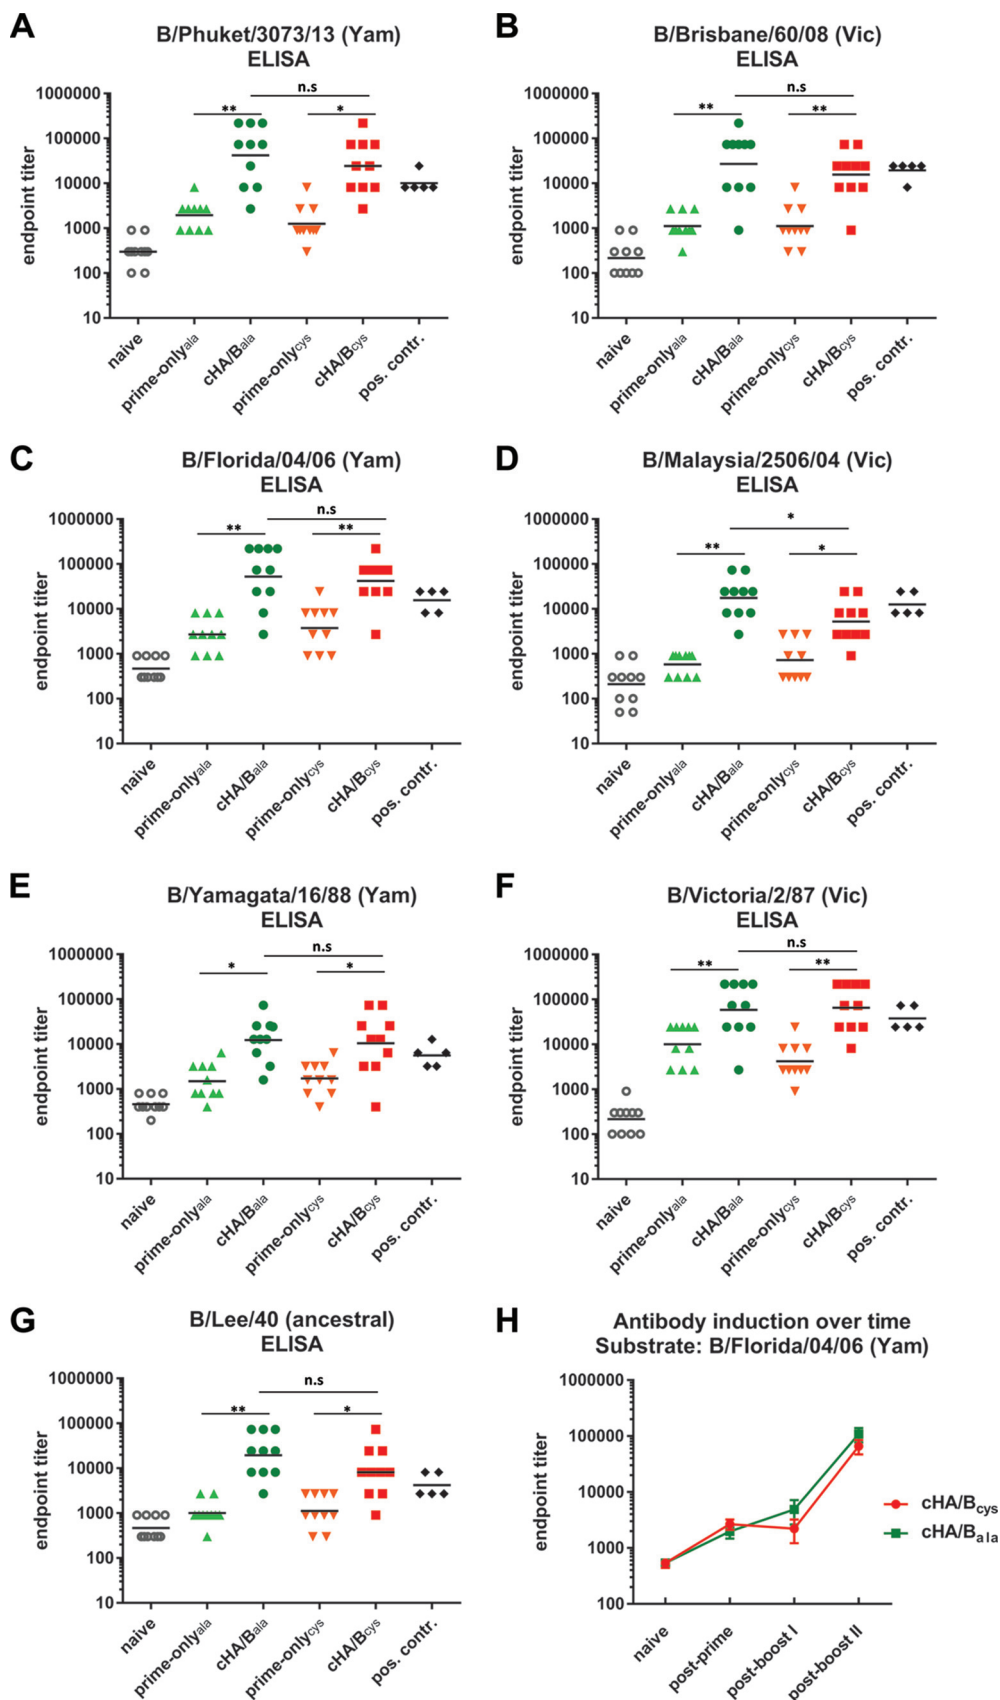 A
B/Phuket/3073/13 (Yam)
ELISA
n.s
**
*
endpoint titer
1000000
100000
10000
1000
100
10
naive
prime-onlyala
cHA/Bala
prime-onlycys
cHA/Bcys
pos. contr.
B
B/Brisbane/60/08 (Vic)
ELISA
n.s
**
**
endpoint titer
1000000
100000
10000
1000
100
10
naive
prime-onlyala
cHA/Bala
prime-onlycys
cHA/Bcys
pos. contr.
C
B/Florida/04/06 (Yam)
ELISA
n.s
**
**
endpoint titer
1000000
100000
10000
1000
100
10
naive
prime-onlyala
cHA/Bala
prime-onlycys
cHA/Bcys
pos. contr.
D
B/Malaysia/2506/04 (Vic)
ELISA
*
**
*
endpoint titer
1000000
100000
10000
1000
100
10
naive
prime-onlyala
cHA/Bala
prime-onlycys
cHA/Bcys
pos. contr.
E
B/Yamagata/16/88 (Yam)
ELISA
n.s
*
*
endpoint titer
1000000
100000
10000
1000
100
10
naive
prime-onlyala
cHA/Bala
prime-onlycys
cHA/Bcys
pos. contr.
F
B/Victoria/2/87 (Vic)
ELISA
n.s
**
**
endpoint titer
1000000
100000
10000
1000
100
10
naive
prime-onlyala
cHA/Bala
prime-onlycys
cHA/Bcys
pos. contr.
G
B/Lee/40 (ancestral)
ELISA
n.s
**
*
endpoint titer
1000000
100000
10000
1000
100
10
naive
prime-onlyala
cHA/Bala
prime-onlycys
cHA/Bcys
pos. contr.
H
Antibody induction over time
Substrate: B/Florida/04/06 (Yam)
endpoint titer
1000000
100000
10000
1000
100
naive
post-prime
post-boost I
post-boost II
cHA/Bcys
cHA/Bala